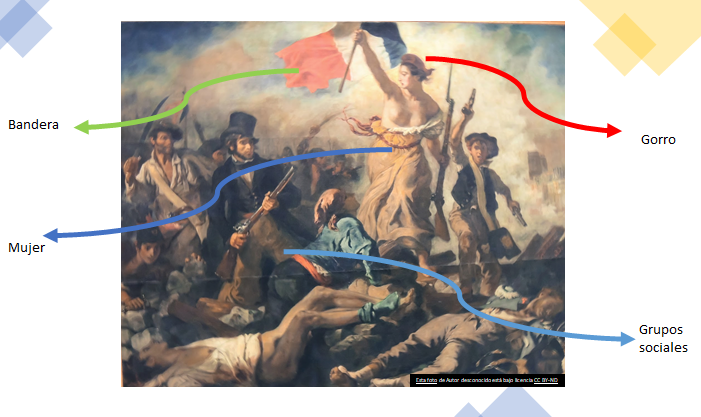 Bandera
Gorro
Mujer
Grupos
sociales
Esta foto de Autor desconocido está bajo licencia CC BY-ND